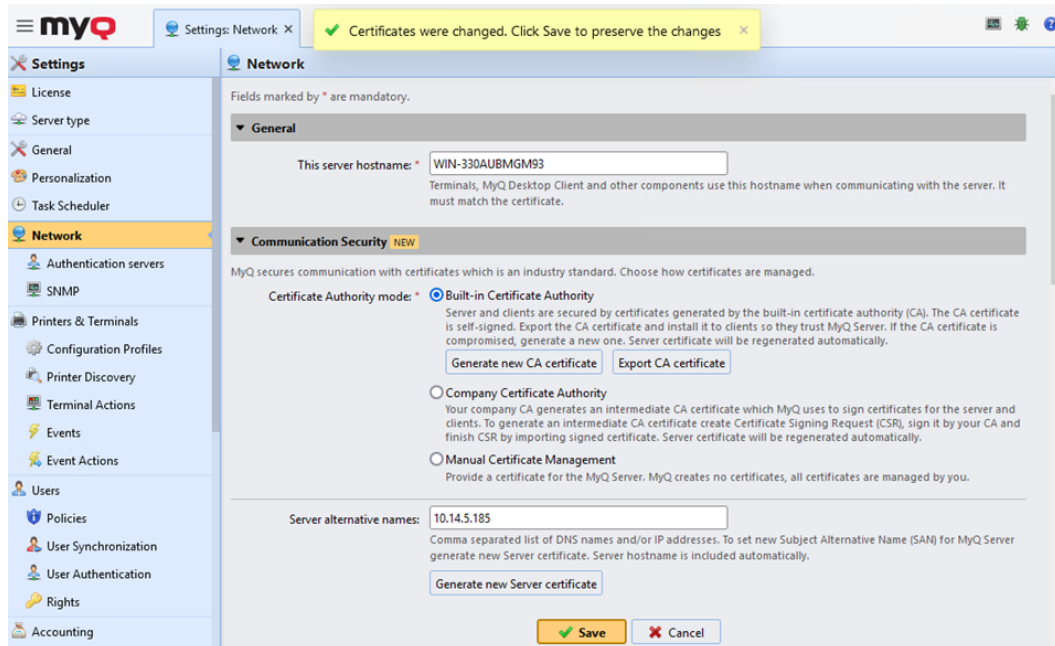 myQ
Settings: Network ×
Certificates were changed. Click Save to preserve the changes ×
Settings
License
Server type
General
Personalization
Task Scheduler
Network
Authentication servers
SNMP
Printers & Terminals
Configuration Profiles
Printer Discovery
Terminal Actions
Events
Event Actions
Users
Policies
User Synchronization
User Authentication
Rights
Accounting
Network
Fields marked by * are mandatory.
General
This server hostname: * WIN-330AUBMGM93
Terminals, MyQ Desktop Client and other components use this hostname when communicating with the server. It
must match the certificate.
Communication Security NEW
MyQ secures communication with certificates which is an industry standard. Choose how certificates are managed.
Certificate Authority mode: * Built-in Certificate Authority
Server and clients are secured by certificates generated by the built-in certificate authority (CA). The CA certificate
is self-signed. Export the CA certificate and install it to clients so they trust MyQ Server. If the CA certificate is
compromised, generate a new one. Server certificate will be regenerated automatically.
Generate new CA certificate Export CA certificate
Company Certificate Authority
Your company CA generates an intermediate CA certificate which MyQ uses to sign certificates for the server and
clients. To generate an intermediate CA certificate create Certificate Signing Request (CSR), sign it by your CA and
finish CSR by importing signed certificate. Server certificate will be regenerated automatically.
Manual Certificate Management
Provide a certificate for the MyQ Server. MyQ creates no certificates, all certificates are managed by you.
Server alternative names: 10.14.5.185
Comma separated list of DNS names and/or IP addresses. To set new Subject Alternative Name (SAN) for MyQ Server
generate new Server certificate. Server hostname is included automatically.
Generate new Server certificate
Save Cancel